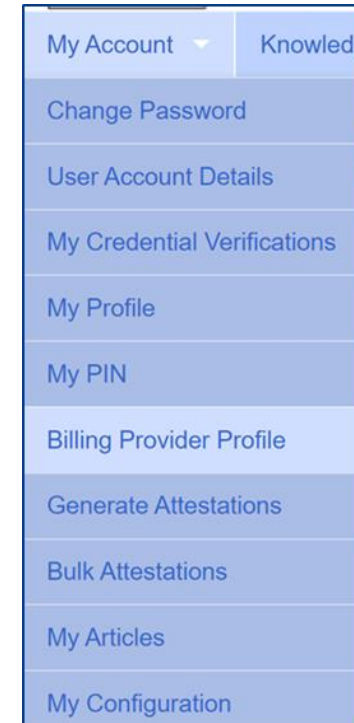 My Account Knowled
Change Password
User Account Details
My Credential Verifications
My Profile
My PIN
Billing Provider Profile
Generate Attestations
Bulk Attestations
My Articles
My Configuration